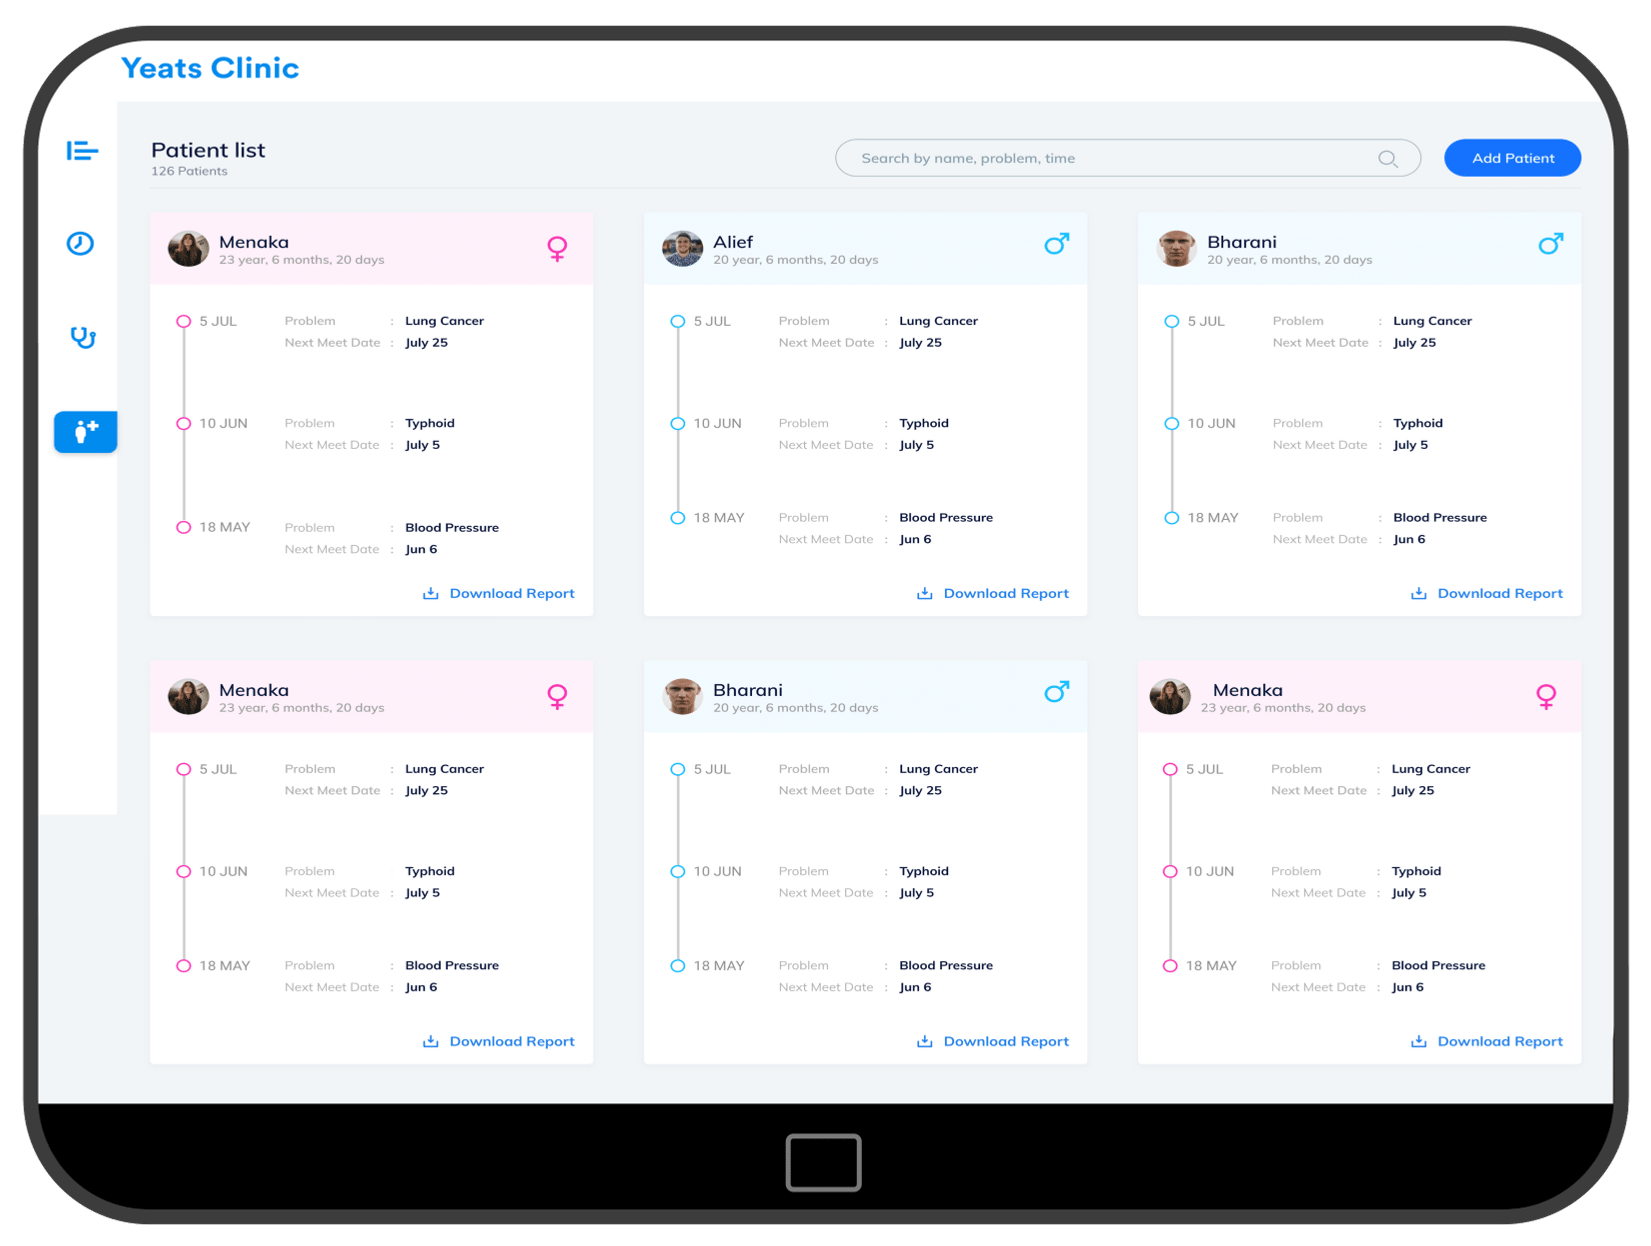 Yeats Clinic
Patient list
126 Patients
Search by name, problem, time
Add Patient
Menaka
23 year, 6 months, 20 days
5 JUL Problem : Lung Cancer
Next Meet Date : July 25
10 JUN Problem : Typhoid
Next Meet Date : July 5
18 MAY Problem : Blood Pressure
Next Meet Date : Jun 6
Download Report
Alief
20 year, 6 months, 20 days
5 JUL Problem : Lung Cancer
Next Meet Date : July 25
10 JUN Problem : Typhoid
Next Meet Date : July 5
18 MAY Problem : Blood Pressure
Next Meet Date : Jun 6
Download Report
Bharani
20 year, 6 months, 20 days
5 JUL Problem : Lung Cancer
Next Meet Date : July 25
10 JUN Problem : Typhoid
Next Meet Date : July 5
18 MAY Problem : Blood Pressure
Next Meet Date : Jun 6
Download Report
Menaka
23 year, 6 months, 20 days
5 JUL Problem : Lung Cancer
Next Meet Date : July 25
10 JUN Problem : Typhoid
Next Meet Date : July 5
18 MAY Problem : Blood Pressure
Next Meet Date : Jun 6
Download Report
Bharani
20 year, 6 months, 20 days
5 JUL Problem : Lung Cancer
Next Meet Date : July 25
10 JUN Problem : Typhoid
Next Meet Date : July 5
18 MAY Problem : Blood Pressure
Next Meet Date : Jun 6
Download Report
Menaka
23 year, 6 months, 20 days
5 JUL Problem : Lung Cancer
Next Meet Date : July 25
10 JUN Problem : Typhoid
Next Meet Date : July 5
18 MAY Problem : Blood Pressure
Next Meet Date : Jun 6
Download Report